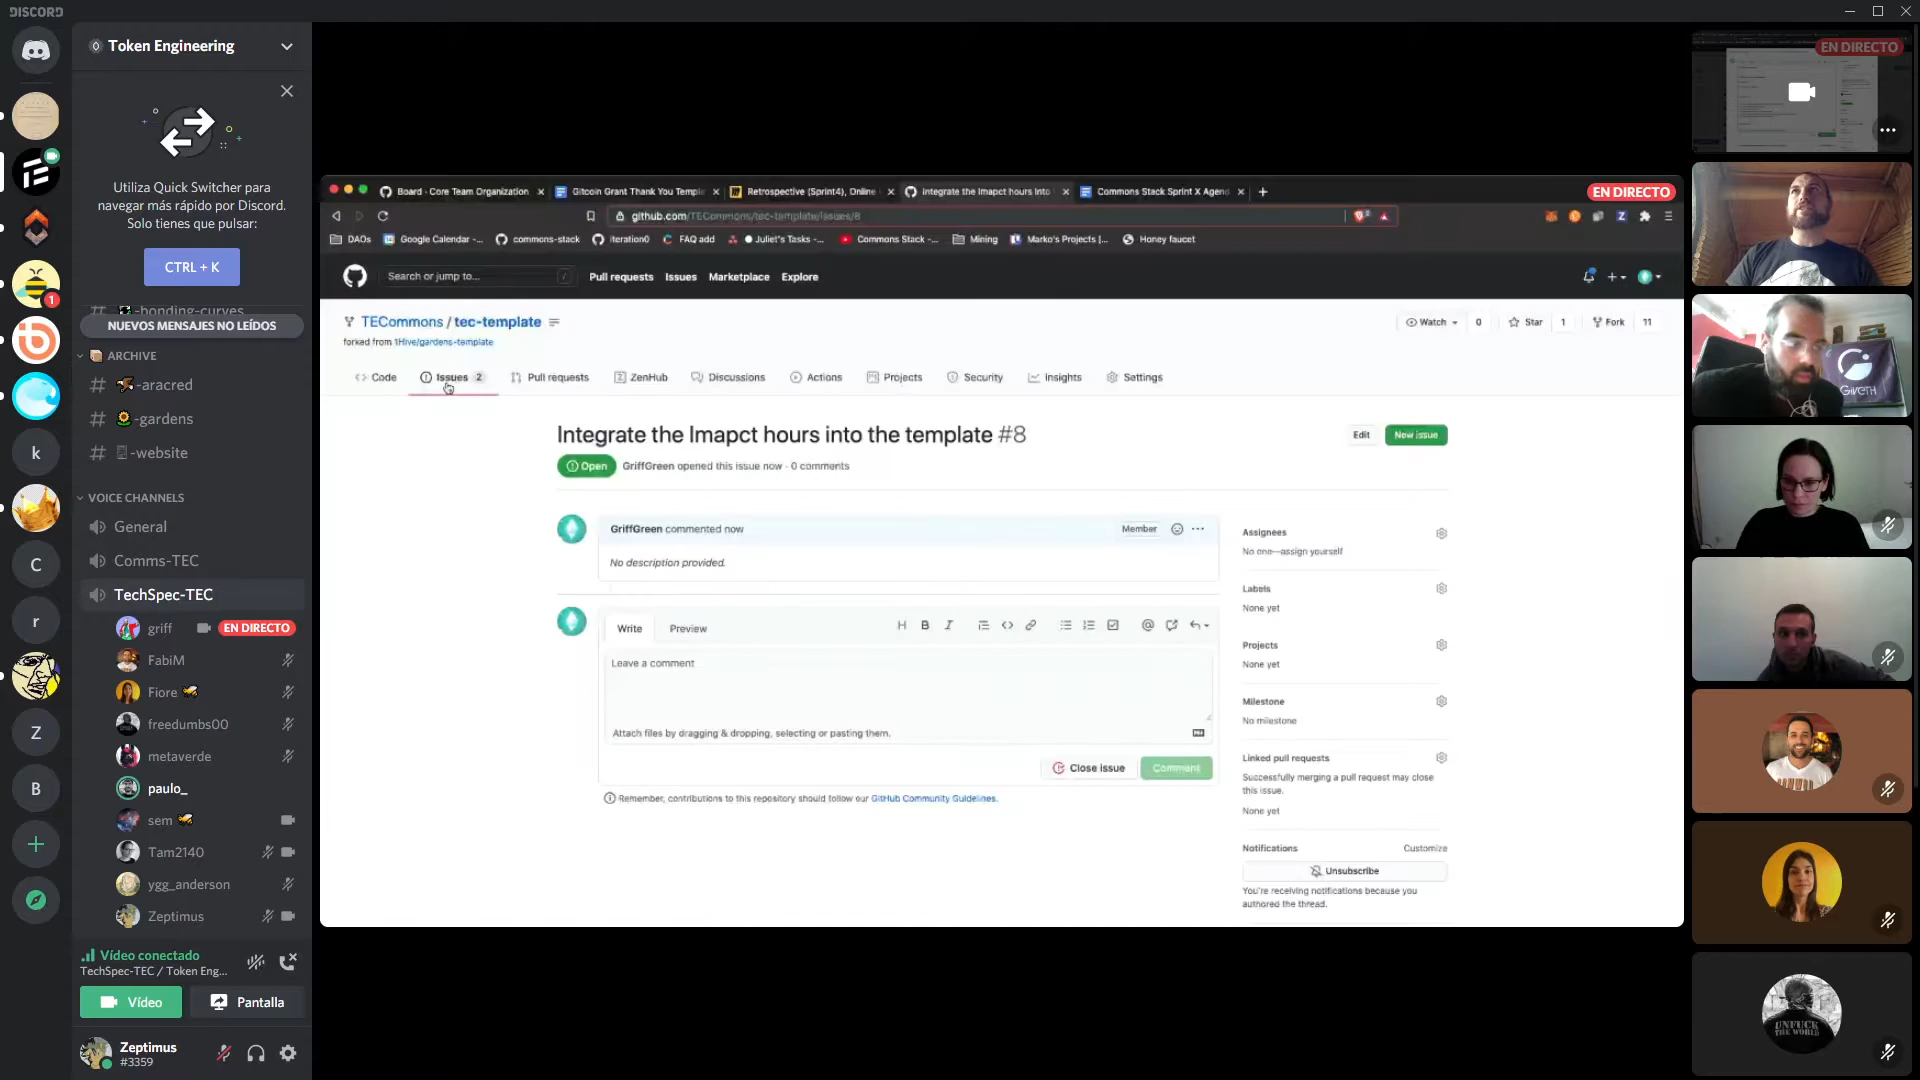 DISCORD
Token Engineering
Utiliza Quick Switcher para
navegar más rápido por Discord.
Solo tienes que pulsar:
CTRL + K
-bonding-curves
NUEVOS MENSAJES NO LEÍDOS
ARCHIVE
-aracred
-gardens
-website
VOICE CHANNELS
General
Comms-TEC
TechSpec-TEC
griff EN DIRECTO
FabiM
Fiore
freedumbs00
metaverde
paulo_
sem
Tam2140
ygg_anderson
Zeptimus
Vídeo conectado
TechSpec-TEC / Token Eng...
Vídeo Pantalla
Zeptimus
#3359
1
k
C
r
Z
B
Board - Core Team Organization
Gitcoin Grant Thank You Templ
Retrospective (Sprint4), Online
Integrate the Imapct hours into
Commons Stack Sprint X Agend
EN DIRECTO
github.com/TECommons/tec-template/issues/8
DAOs Google Calendar -... commons-stack iteration0 FAQ add Juliet's Tasks -... Commons Stack -... Mining Marko's Projects |... Honey faucet
Search or jump to... /
Pull requests Issues Marketplace Explore
TECommons / tec-template
forked from 1Hive/gardens-template
Watch 0 Star 1 Fork 11
Code Issues 2 Pull requests ZenHub Discussions Actions Projects Security Insights Settings
Integrate the Imapct hours into the template #8
Edit New issue
Open GriffGreen opened this issue now · 0 comments
GriffGreen commented now
Member
No description provided.
Write Preview
H B I
Leave a comment
Attach files by dragging & dropping, selecting or pasting them.
Close issue Comment
Remember, contributions to this repository should follow our GitHub Community Guidelines.
Assignees
No one—assign yourself
Labels
None yet
Projects
None yet
Milestone
No milestone
Linked pull requests
Successfully merging a pull request may close
this issue.
None yet
Notifications Customize
Unsubscribe
You're receiving notifications because you
authored the thread.
EN DIRECTO
GIVETH
UNFUCK
THE WORLD